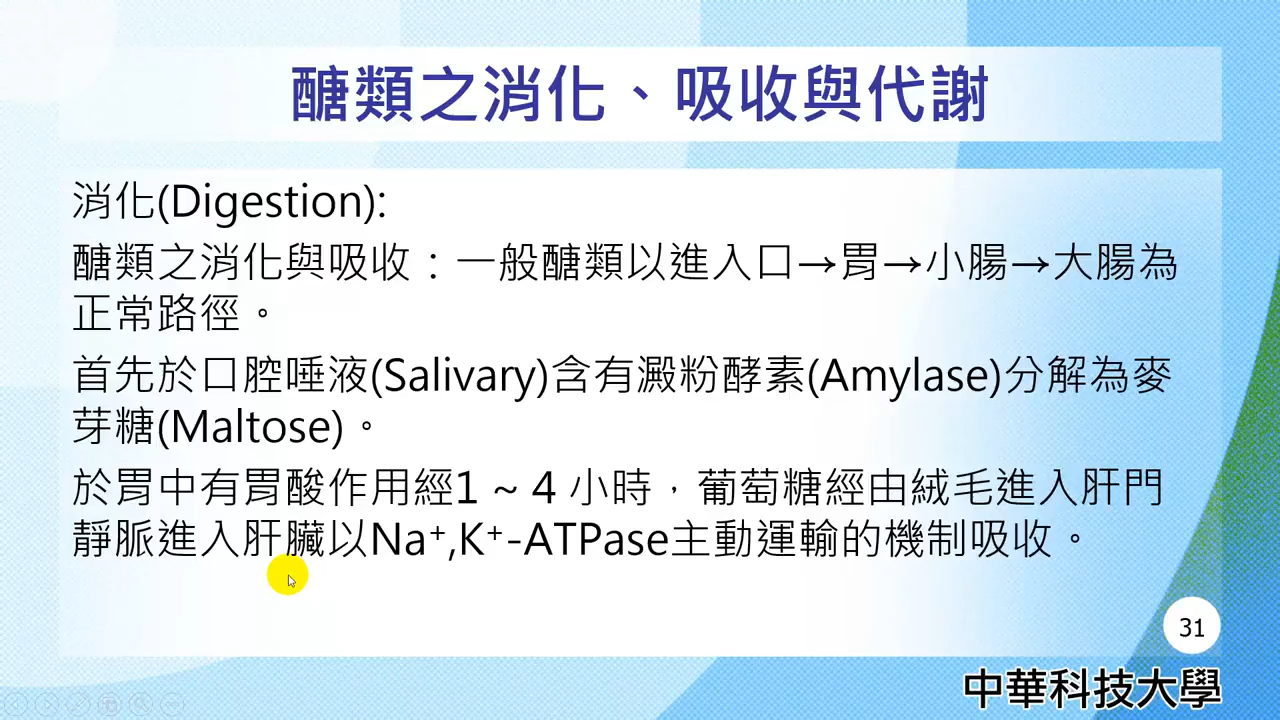 醣類之消化、吸收與代謝
消化(Digestion):
醣類之消化與吸收：一般醣類以進入口→胃→小腸→大腸為
正常路徑。
首先於口腔唾液(Salivary)含有澱粉酵素(Amylase)分解為麥
芽糖(Maltose)。
於胃中有胃酸作用經1 ~ 4 小時，葡萄糖經由絨毛進入肝門
靜脈進入肝臟以Na⁺,K⁺-ATPase主動運輸的機制吸收。
31
中華科技大學